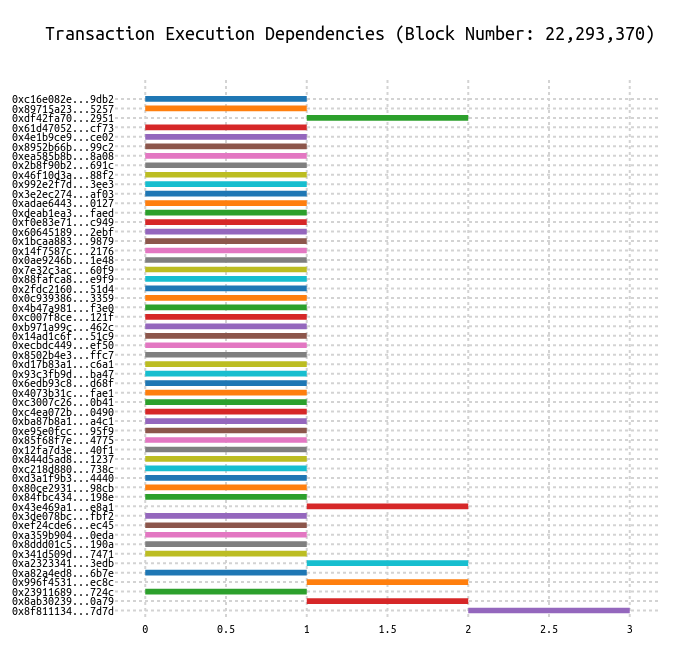 Transaction Execution Dependencies (Block Number: 22,293,370)
0xc16e082e...9db2
0x89715a23...5257
0xdf42fa70...2951
0x61d47052...cf73
0x4e1b9ce9...ce02
0x8952b66b...99c2
0xea585b8b...8a08
0x2b8f90b2...691c
0x46f10d3a...88f2
0x992e2f7d...3ee3
0x3e2ec274...af03
0xadae6443...0127
0xdeab1ea3...faed
0xf0e83e71...c949
0x60645189...2ebf
0x1bcaa883...9879
0x14f7587c...2176
0x0ae9246b...1e48
0x7e32c3ac...60f9
0x88fafca8...e9f9
0x2fdc2160...51d4
0x0c939386...3359
0x4b47a981...f3e0
0xc007f8ce...121f
0xb971a99c...462c
0x14ad1c6f...51c9
0xecbdc449...ef50
0x8502b4e3...ffc7
0xd17b83a1...c6a1
0x93c3fb9d...ba47
0x6edb93c8...d68f
0x4073b31c...fae1
0xc3007c26...0b41
0xc4ea072b...0490
0xba87b8a1...a4c1
0xe95e0fcc...95f9
0x85f68f7e...4775
0x12fa7d3e...40f1
0x844d5ad8...1237
0xc218d880...738c
0xd3a1f9b3...4440
0x80ce2931...98cb
0x84fbc434...198e
0x43e469a1...e8a1
0x3de078bc...fbf2
0xef24cde6...ec45
0xa359b904...0eda
0x8ddd01c5...190a
0x341d509d...7471
0xa2323341...3edb
0xa82a4ed8...6b7e
0x996f4531...ec8c
0x23911689...724c
0x8ab30239...0a79
0x8f811134...7d7d
0 0.5 1 1.5 2 2.5 3